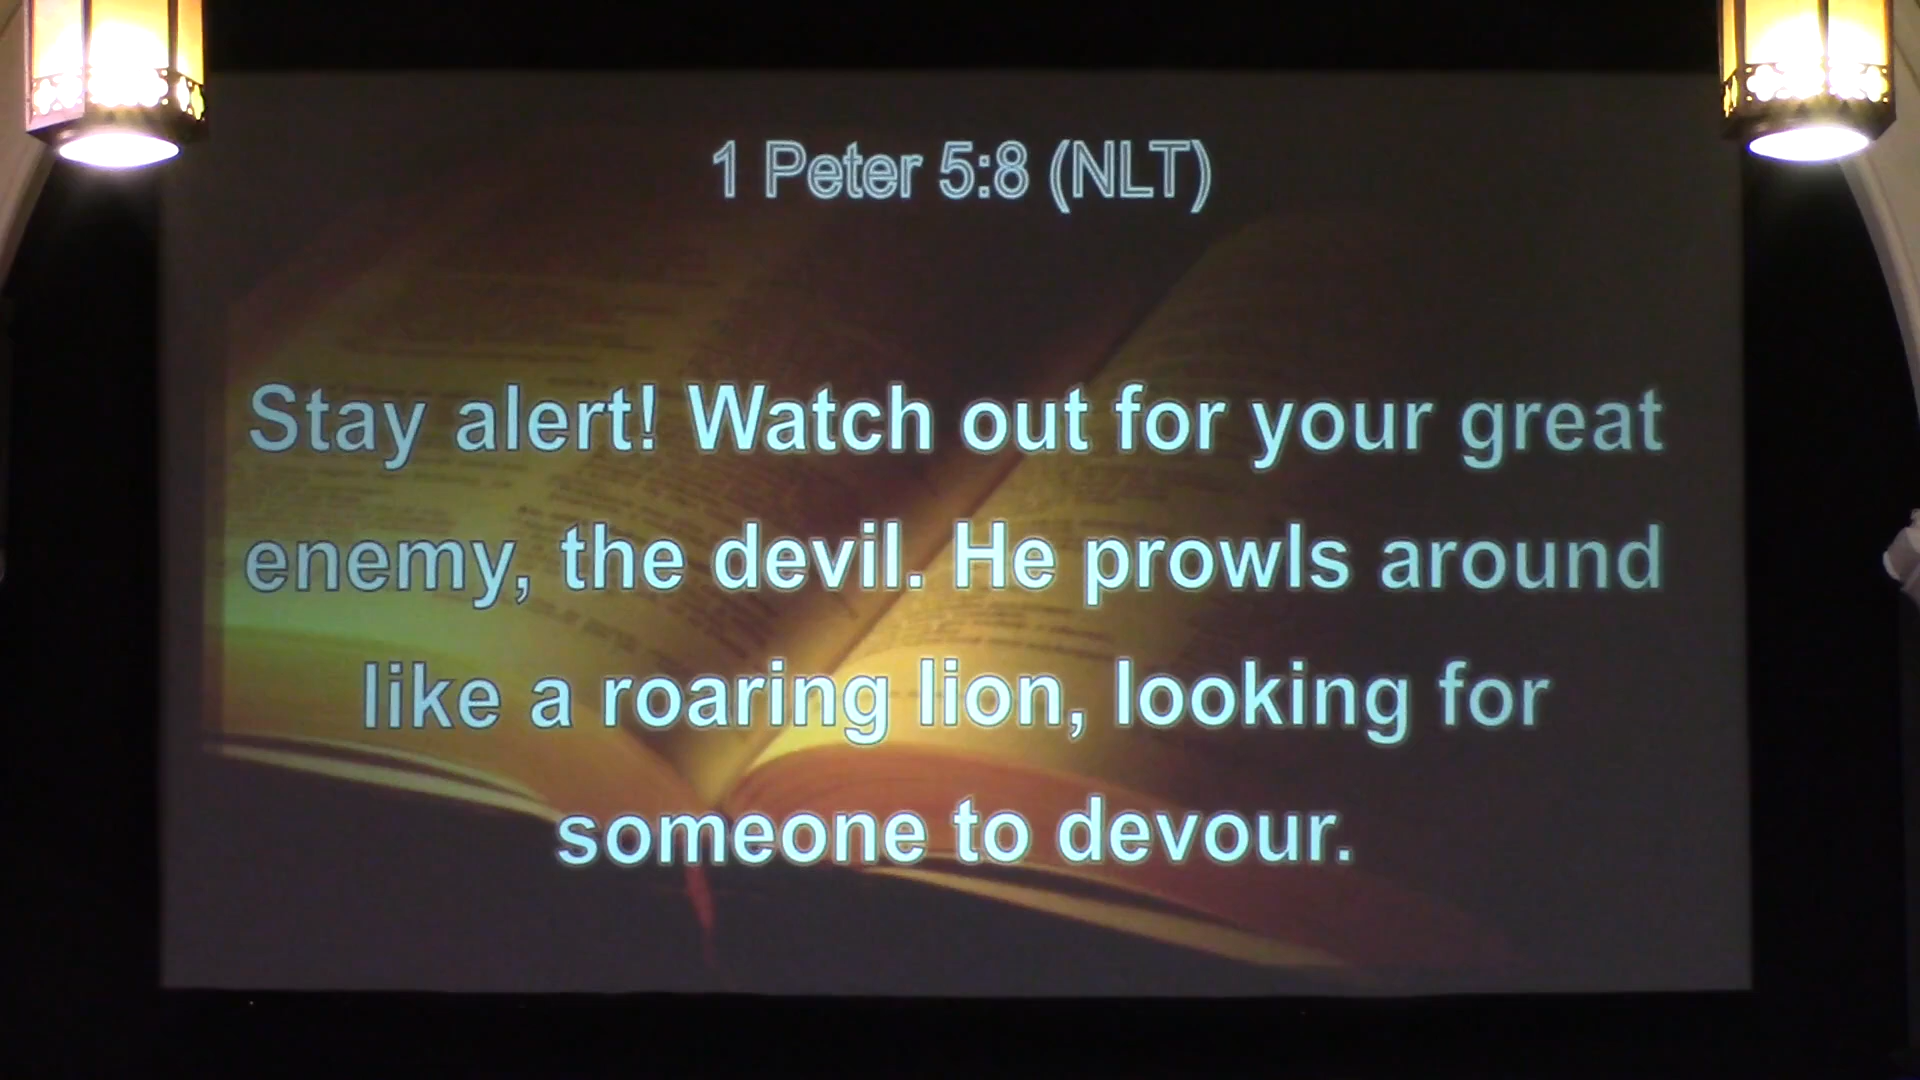 1 Peter 5:8 (NLT)
Stay alert! Watch out for your great
enemy, the devil. He prowls around
like a roaring lion, looking for
someone to devour.